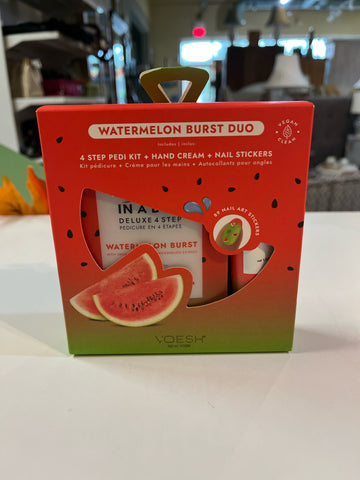 WATERMELON BURST DUO
includes | inclus:
4 STEP PEDI KIT + HAND CREAM + NAIL STICKERS
Kit pédicure + Crème pour les mains + Autocollants pour ongles
VEGAN
CLEAN
IN A
DELUXE 4 STEP
PÉDICURE EN 4 ÉTAPES
WATERMELON BURST
NAIL ART STICKERS
VOESH
NEW YORK